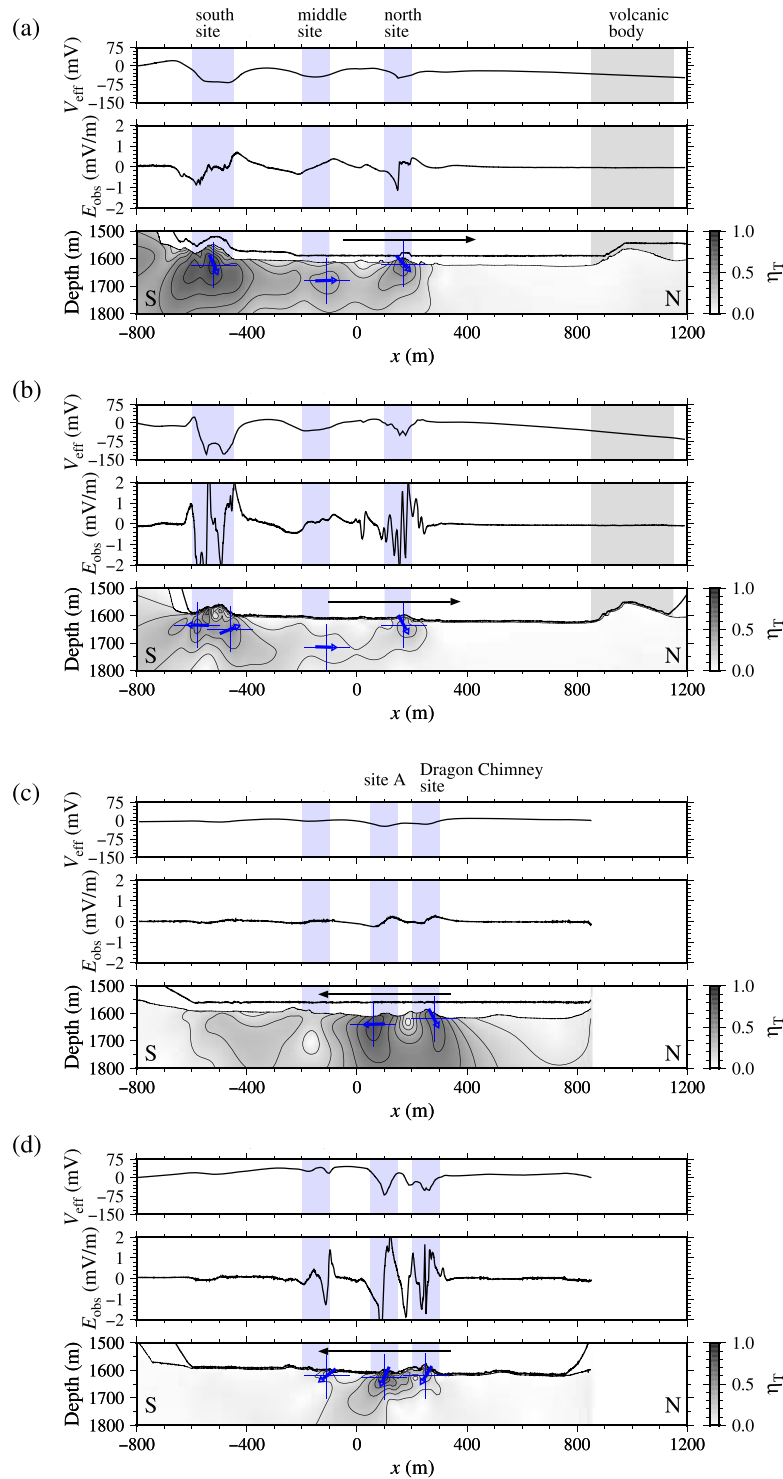 (a)
south site
middle site
north site
volcanic body
75
0
−75
−150
V_eff (mV)
2
1
0
−1
−2
E_obs (mV/m)
1500
1600
1700
1800
Depth (m)
S
N
1.0
0.5
0.0
η_T
−800 −400 0 400 800 1200
x (m)
(b)
75
0
−75
−150
V_eff (mV)
2
1
0
−1
−2
E_obs (mV/m)
1500
1600
1700
1800
Depth (m)
S
N
1.0
0.5
0.0
η_T
−800 −400 0 400 800 1200
x (m)
(c)
site A
Dragon Chimney site
75
0
−75
−150
V_eff (mV)
2
1
0
−1
−2
E_obs (mV/m)
1500
1600
1700
1800
Depth (m)
S
N
1.0
0.5
0.0
η_T
−800 −400 0 400 800 1200
x (m)
(d)
75
0
−75
−150
V_eff (mV)
2
1
0
−1
−2
E_obs (mV/m)
1500
1600
1700
1800
Depth (m)
S
N
1.0
0.5
0.0
η_T
−800 −400 0 400 800 1200
x (m)